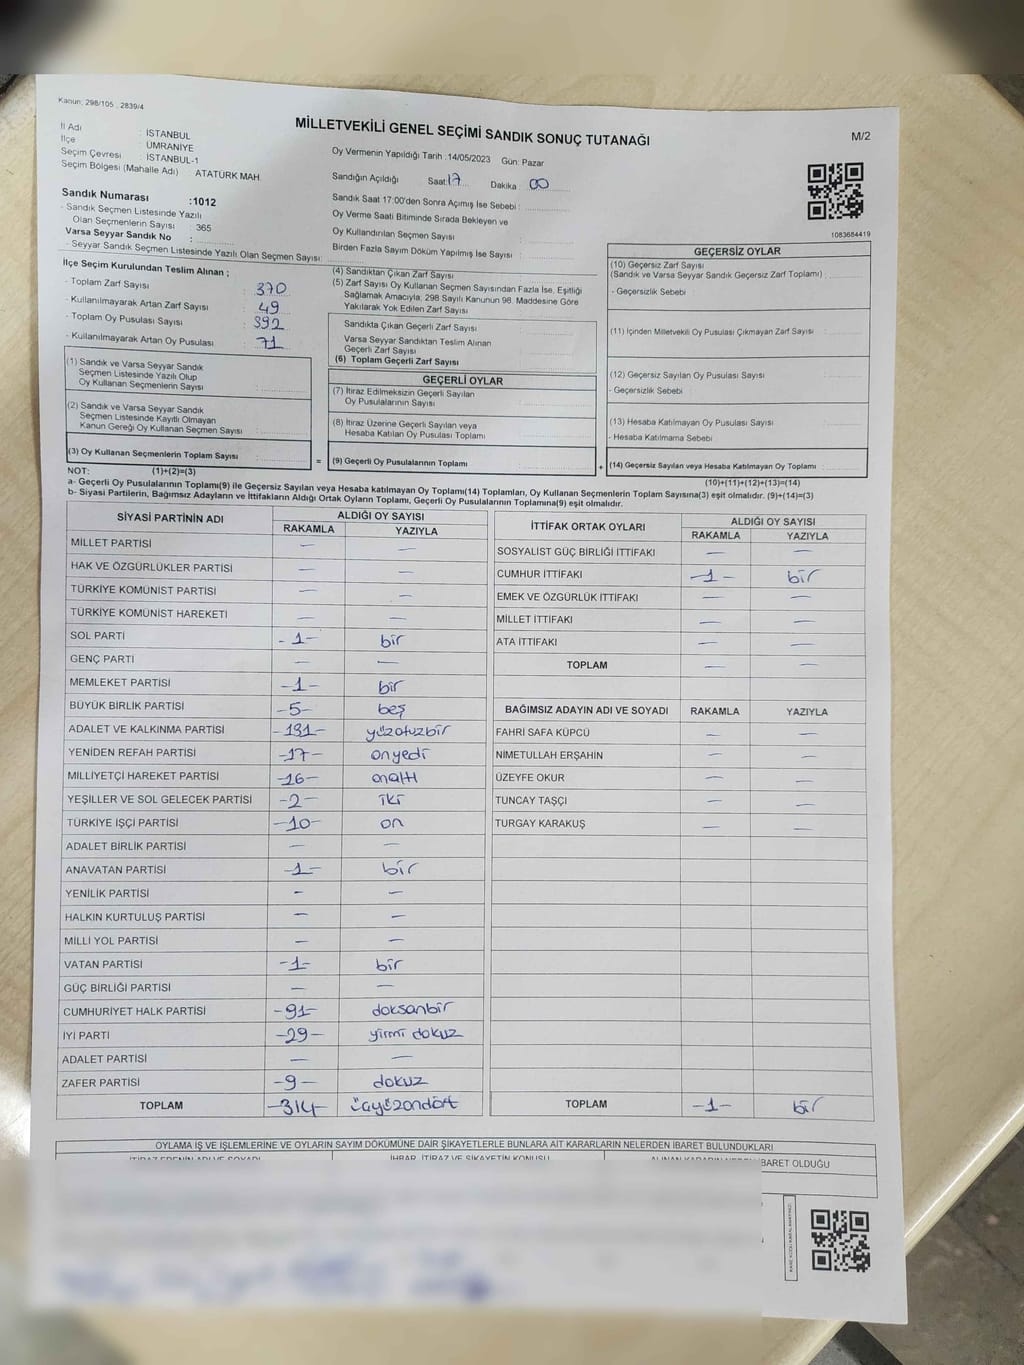 Kanun: 298/105 2839/4
MİLLETVEKİLİ GENEL SEÇİMİ SANDIK SONUÇ TUTANAĞI
M/2
İl Adı : İSTANBUL
İlçe : ÜMRANİYE
Seçim Çevresi : İSTANBUL-1
Seçim Bölgesi (Mahalle Adı) : ATATÜRK MAH.
Oy Vermenin Yapıldığı Tarih :14/05/2023 Gün: Pazar
Sandığın Açıldığı Saat:17 Dakika : 00
Sandık Saat 17:00'den Sonra Açımış İse Sebebi :
Oy Verme Saati Bitiminde Sırada Bekleyen ve
Oy Kullandırılan Seçmen Sayısı :
Birden Fazla Sayım Döküm Yapılmış İse Sayısı :
1083684419
Sandık Numarası :1012
- Sandık Seçmen Listesinde Yazılı
Olan Seçmenlerin Sayısı : 365
Varsa Seyyar Sandık No :
- Seyyar Sandık Seçmen Listesinde Yazılı Olan Seçmen Sayısı:
İlçe Seçim Kurulundan Teslim Alınan ;
- Toplam Zarf Sayısı : 370
- Kullanılmayarak Artan Zarf Sayısı : 49
- Toplam Oy Pusulası Sayısı : 392
- Kullanılmayarak Artan Oy Pusulası : 71
(1) Sandık ve Varsa Seyyar Sandık
Seçmen Listesinde Yazılı Olup
Oy Kullanan Seçmenlerin Sayısı :
(2) Sandık ve Varsa Seyyar Sandık
Seçmen Listesinde Kayıtlı Olmayan
Kanun Gereği Oy Kullanan Seçmen Sayısı :
(3) Oy Kullanan Seçmenlerin Toplam Sayısı :
(4) Sandıktan Çıkan Zarf Sayısı :
(5) Zarf Sayısı Oy Kullanan Seçmen Sayısından Fazla İse, Eşitliği
Sağlamak Amacıyla; 298 Sayılı Kanunun 98. Maddesine Göre
Yakılarak Yok Edilen Zarf Sayısı :
Sandıkta Çıkan Geçerli Zarf Sayısı :
Varsa Seyyar Sandıktan Teslim Alınan
Geçerli Zarf Sayısı :
(6) Toplam Geçerli Zarf Sayısı :
GEÇERLİ OYLAR
(7) İtiraz Edilmeksizin Geçerli Sayılan
Oy Pusulalarının Sayısı :
(8) İtiraz Üzerine Geçerli Sayılan veya
Hesaba Katılan Oy Pusulası Toplamı :
=
(9) Geçerli Oy Pusulalarının Toplamı :
+
GEÇERSİZ OYLAR
(10) Geçersiz Zarf Sayısı
(Sandık ve Varsa Seyyar Sandık Geçersiz Zarf Toplamı) :
- Geçersizlik Sebebi :
(11) İçinden Milletvekili Oy Pusulası Çıkmayan Zarf Sayısı :
(12) Geçersiz Sayılan Oy Pusulası Sayısı :
- Geçersizlik Sebebi :
(13) Hesaba Katılmayan Oy Pusulası Sayısı :
- Hesaba Katılmama Sebebi :
(14) Geçersiz Sayılan veya Hesaba Katılmayan Oy Toplamı :
NOT: (1)+(2)=(3) (10)+(11)+(12)+(13)=(14)
a- Geçerli Oy Pusulalarının Toplamı(9) ile Geçersiz Sayılan veya Hesaba katılmayan Oy Toplamı(14) Toplamları, Oy Kullanan Seçmenlerin Toplam Sayısına(3) eşit olmalıdır. (9)+(14)=(3)
b- Siyasi Partilerin, Bağımsız Adayların ve İttifakların Aldığı Ortak Oyların Toplamı, Geçerli Oy Pusulalarının Toplamına(9) eşit olmalıdır.
SİYASİ PARTİNİN ADI ALDIĞI OY SAYISI
RAKAMLA YAZIYLA
MİLLET PARTİSİ — —
HAK VE ÖZGÜRLÜKLER PARTİSİ — —
TÜRKİYE KOMÜNİST PARTİSİ — —
TÜRKİYE KOMÜNİST HAREKETİ — —
SOL PARTİ -1- bir
GENÇ PARTİ — —
MEMLEKET PARTİSİ -1- bir
BÜYÜK BİRLİK PARTİSİ -5- beş
ADALET VE KALKINMA PARTİSİ -131- yüzotuzbir
YENİDEN REFAH PARTİSİ -17- onyedi
MİLLİYETÇİ HAREKET PARTİSİ -16- onaltı
YEŞİLLER VE SOL GELECEK PARTİSİ -2- iki
TÜRKİYE İŞÇİ PARTİSİ -10- on
ADALET BİRLİK PARTİSİ — —
ANAVATAN PARTİSİ -1- bir
YENİLİK PARTİSİ - —
HALKIN KURTULUŞ PARTİSİ — —
MİLLİ YOL PARTİSİ — —
VATAN PARTİSİ -1- bir
GÜÇ BİRLİĞİ PARTİSİ — —
CUMHURİYET HALK PARTİSİ -91- doksanbir
İYİ PARTİ -29- yirmi dokuz
ADALET PARTİSİ — —
ZAFER PARTİSİ -9- dokuz
TOPLAM -314- üçyüzondört
İTTİFAK ORTAK OYLARI ALDIĞI OY SAYISI
RAKAMLA YAZIYLA
SOSYALİST GÜÇ BİRLİĞİ İTTİFAKI — —
CUMHUR İTTİFAKI -1- bir
EMEK VE ÖZGÜRLÜK İTTİFAKI — —
MİLLET İTTİFAKI — —
ATA İTTİFAKI — —
TOPLAM — —
BAĞIMSIZ ADAYIN ADI VE SOYADI RAKAMLA YAZIYLA
FAHRİ SAFA KÜPCÜ — —
NİMETULLAH ERŞAHİN — —
ÜZEYFE OKUR — —
TUNCAY TAŞÇI — —
TURGAY KARAKUŞ — —
TOPLAM -1- bir
OYLAMA İŞ VE İŞLEMLERİNE VE OYLARIN SAYIM DÖKÜMÜNE DAİR ŞİKAYETLERLE BUNLARA AİT KARARLARIN NELERDEN İBARET BULUNDUKLARI
İTİRAZ EDENİN ADI VE SOYADI İHBAR, İTİRAZ VE ŞİKAYETİN KONUSU ALINAN KARARIN NEDEN İBARET OLDUĞU